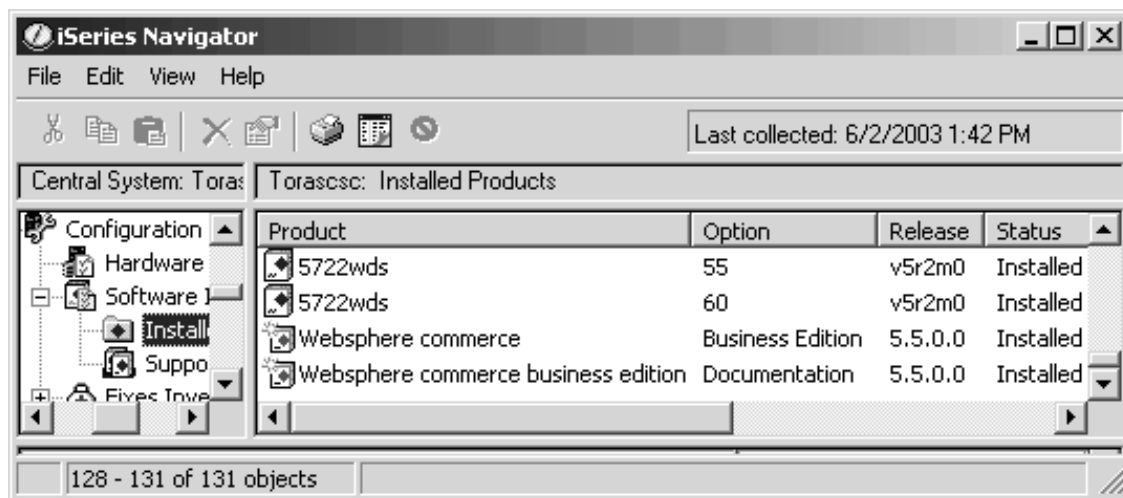 iSeries Navigator
File Edit View Help
Last collected: 6/2/2003 1:42 PM
Central System: Toras
Torascsc: Installed Products
Configuration
Hardware
Software I
Install
Suppo
Fixes Inve
Product Option Release Status
5722wds 55 v5r2m0 Installed
5722wds 60 v5r2m0 Installed
Websphere commerce Business Edition 5.5.0.0 Installed
Websphere commerce business edition Documentation 5.5.0.0 Installed
128 - 131 of 131 objects